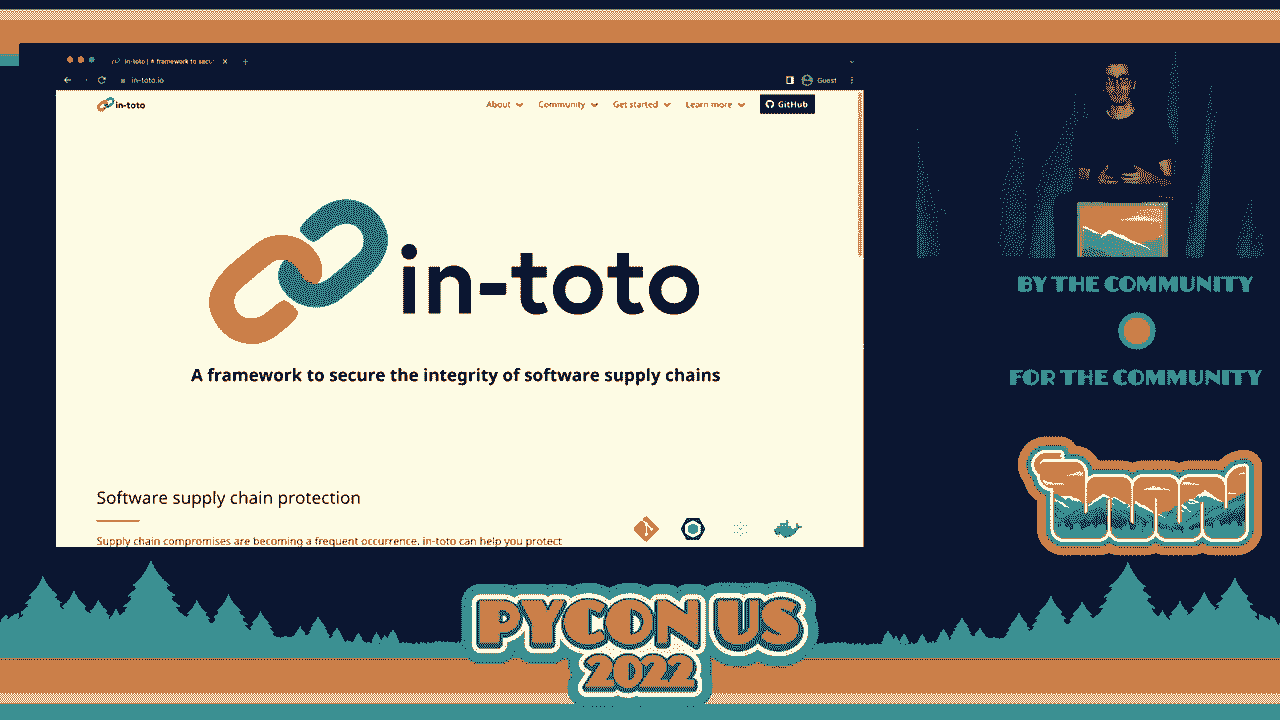 in-toto | A framework to secu
in-toto.io
Guest
in-toto
About
Community
Get started
Learn more
GitHub
in-toto
A framework to secure the integrity of software supply chains
Software supply chain protection
Supply chain compromises are becoming a frequent occurrence. in-toto can help you protect
BY THE COMMUNITY
FOR THE COMMUNITY
PYCON US
2022